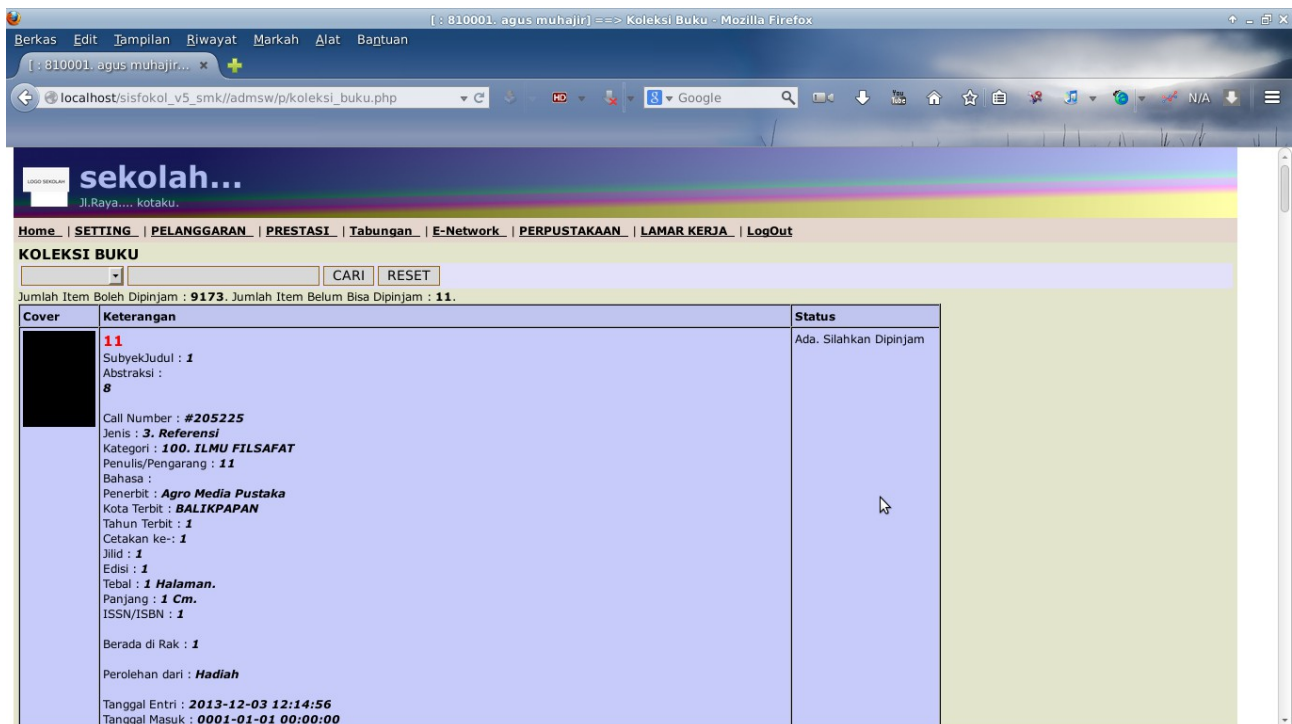 [ : 810001. agus muhajir] ==> Koleksi Buku - Mozilla Firefox
Berkas Edit Tampilan Riwayat Markah Alat Bantuan
[ : 810001. agus muhajir...
localhost/sisfokol_v5_smk//admsw/p/koleksi_buku.php HD 8 Google You Tube N/A
LOGO SEKOLAH
sekolah...
Jl.Raya.... kotaku.
Home | SETTING | PELANGGARAN | PRESTASI | Tabungan | E-Network | PERPUSTAKAAN | LAMAR KERJA | LogOut
KOLEKSI BUKU
CARI RESET
Jumlah Item Boleh Dipinjam : 9173. Jumlah Item Belum Bisa Dipinjam : 11.
Cover Keterangan Status
11 Ada. Silahkan Dipinjam
SubyekJudul : 1
Abstraksi :
8
Call Number : #205225
Jenis : 3. Referensi
Kategori : 100. ILMU FILSAFAT
Penulis/Pengarang : 11
Bahasa :
Penerbit : Agro Media Pustaka
Kota Terbit : BALIKPAPAN
Tahun Terbit : 1
Cetakan ke-: 1
Jilid : 1
Edisi : 1
Tebal : 1 Halaman.
Panjang : 1 Cm.
ISSN/ISBN : 1
Berada di Rak : 1
Perolehan dari : Hadiah
Tanggal Entri : 2013-12-03 12:14:56
Tanggal Masuk : 0001-01-01 00:00:00